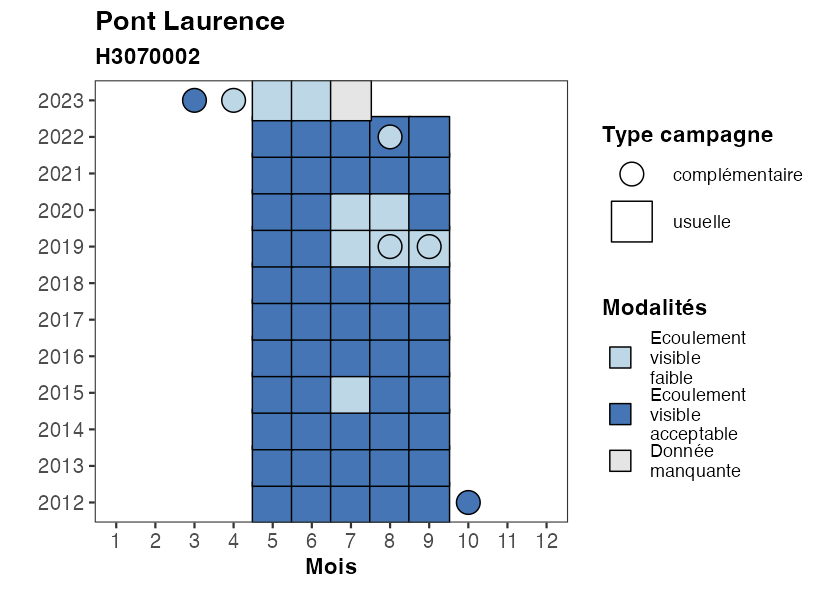 Pont Laurence
H3070002
2023
2022
2021
2020
2019
2018
2017
2016
2015
2014
2013
2012
1 2 3 4 5 6 7 8 9 10 11 12
Mois
Type campagne
complémentaire
usuelle
Modalités
Ecoulement
visible
faible
Ecoulement
visible
acceptable
Donnée
manquante